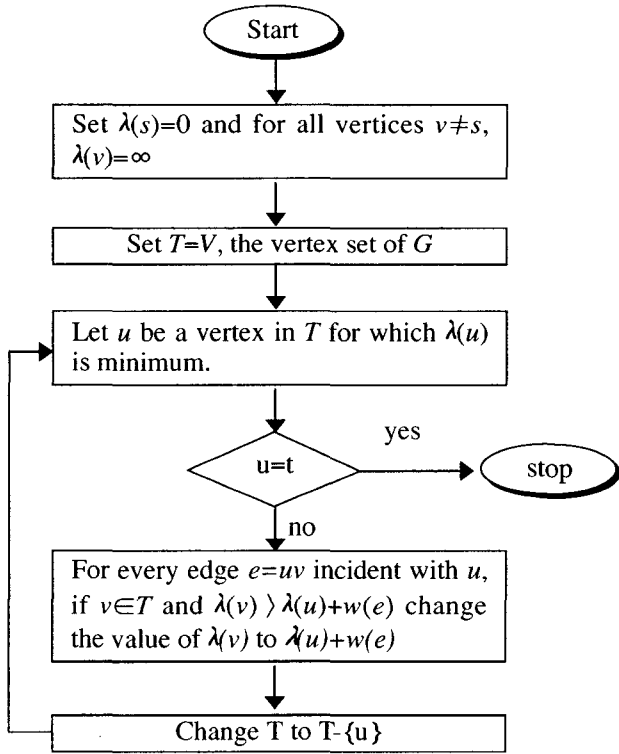 Start
Set λ(s)=0 and for all vertices v≠s,
λ(v)=∞
Set T=V, the vertex set of G
Let u be a vertex in T for which λ(u)
is minimum.
u=t
yes
stop
no
For every edge e=uv incident with u,
if v∈T and λ(v) 〉λ(u)+w(e) change
the value of λ(v) to λ(u)+w(e)
Change T to T-{u}